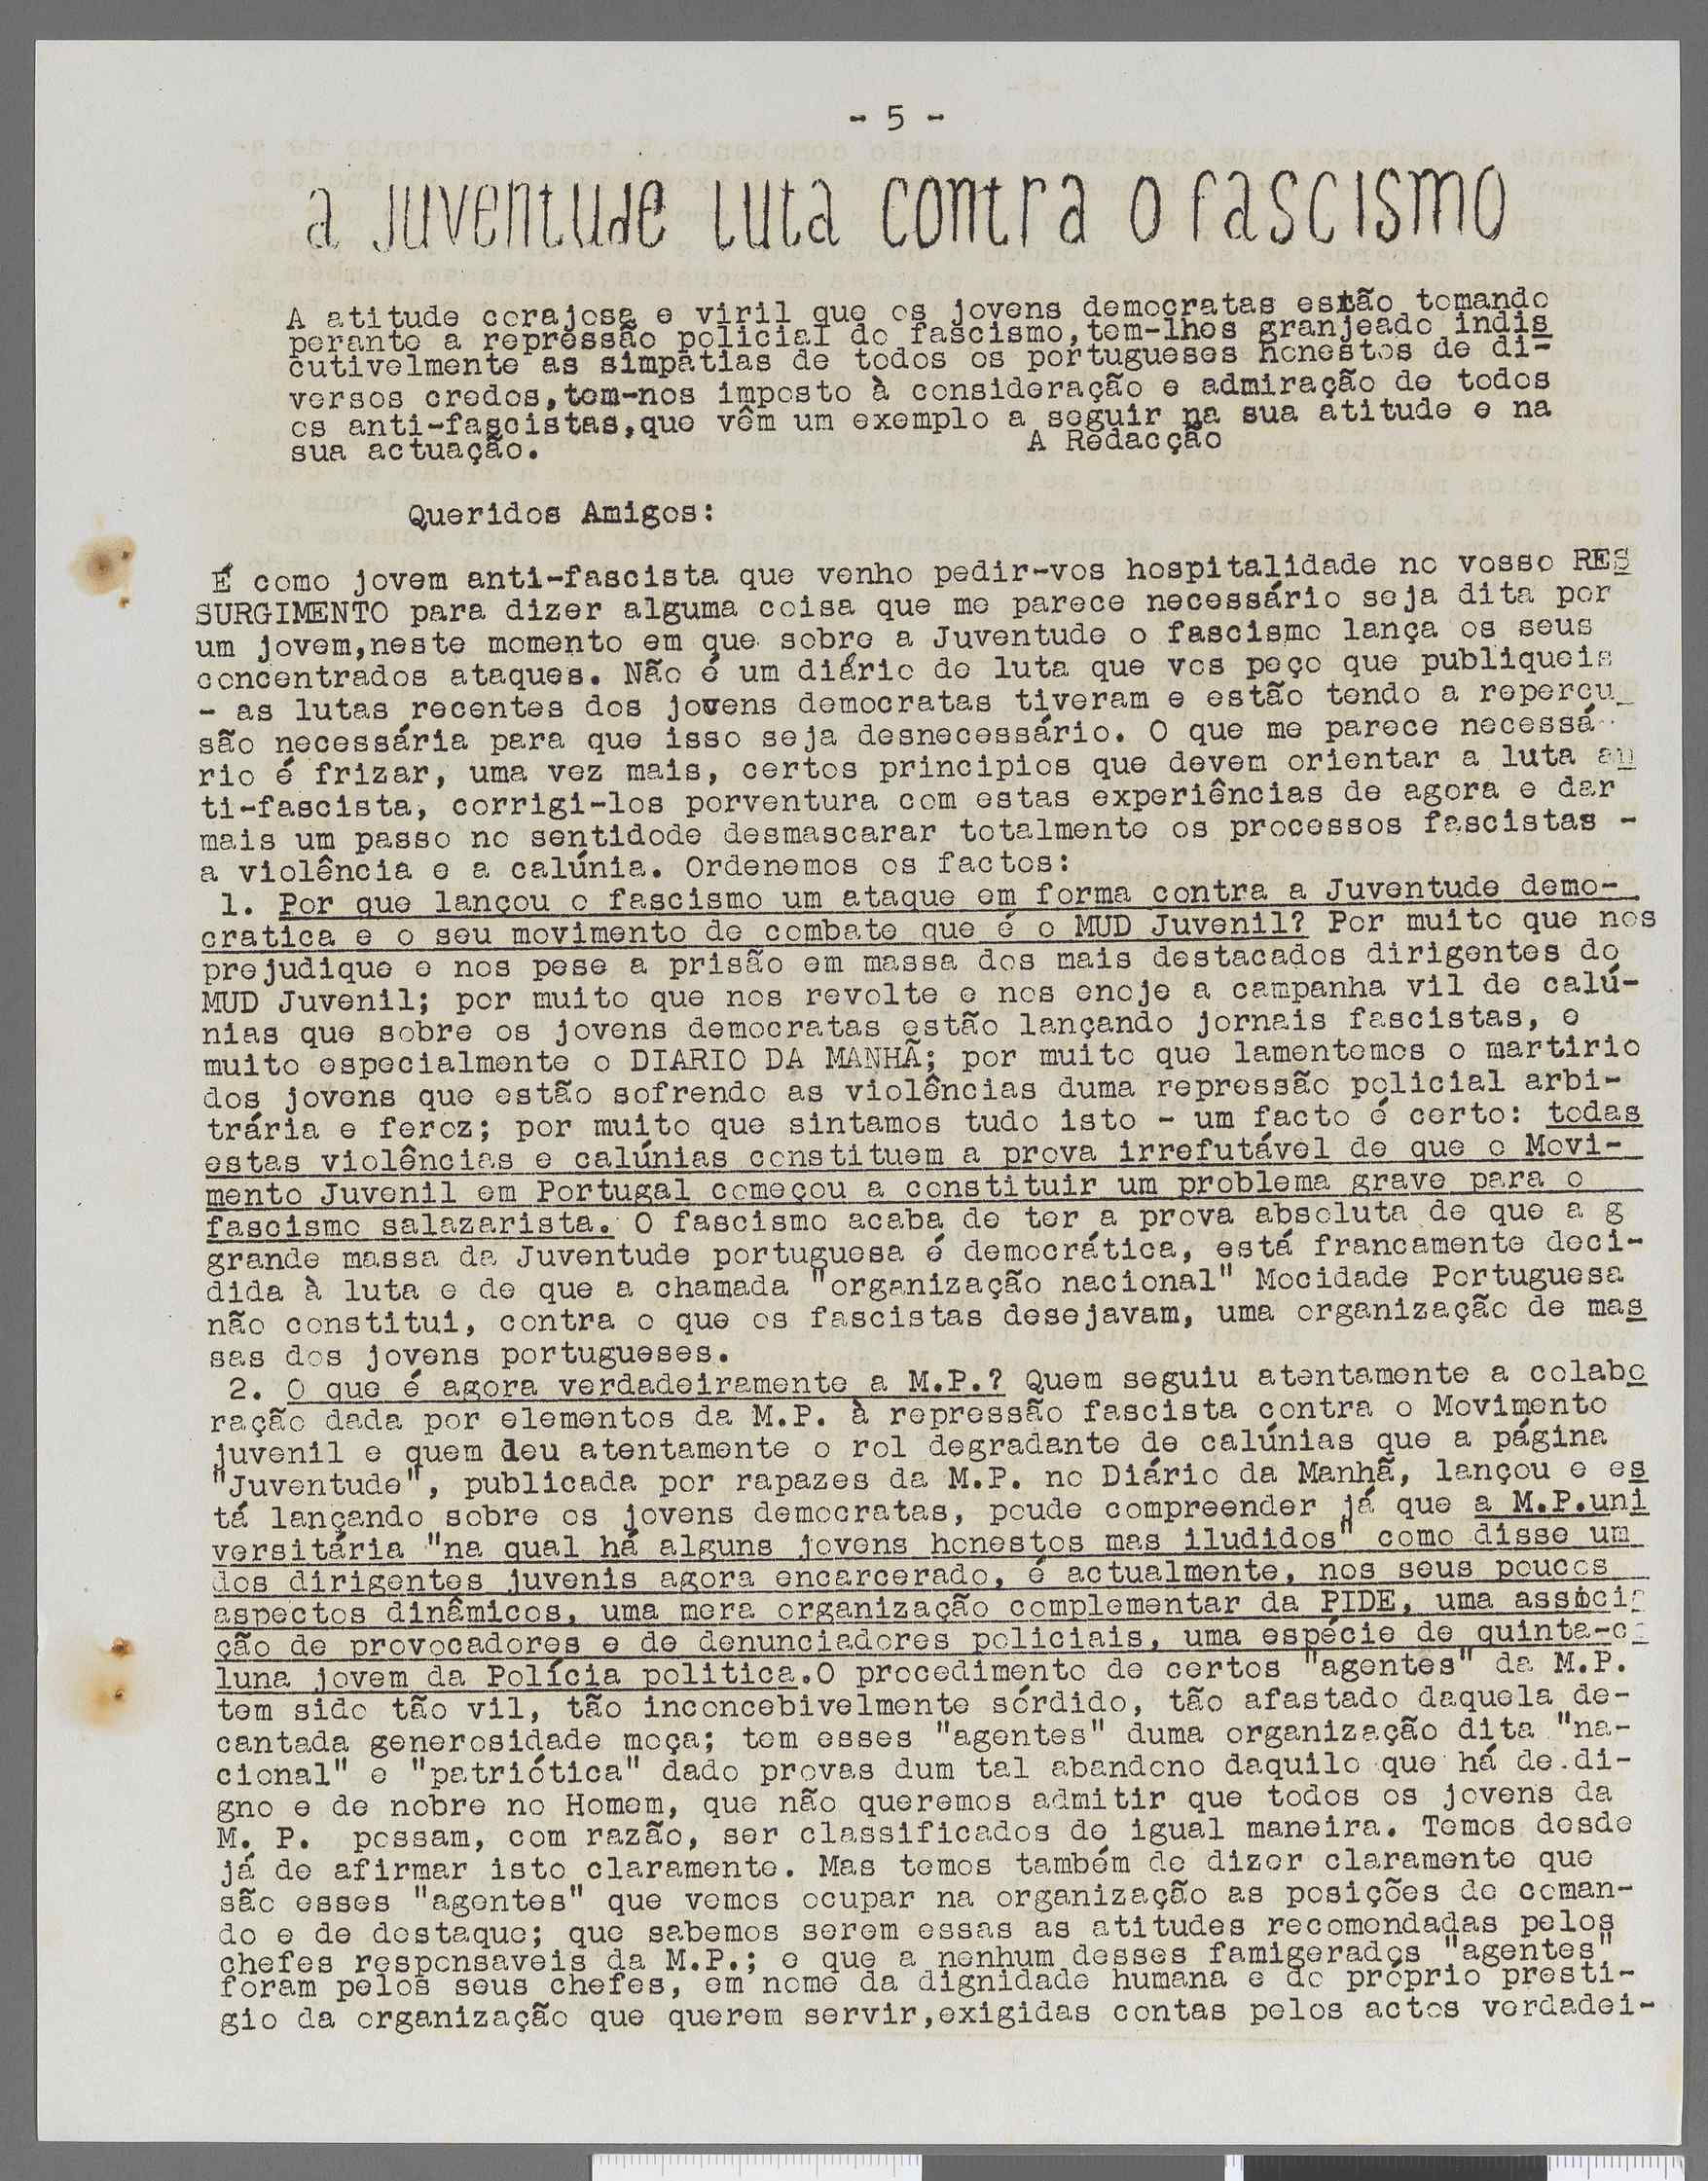 - 5 -
a juventude luta contra o fascismo
A atitude corajosa e viril que os jovens democratas estão tomando
perante a repressão policial do fascismo,tem-lhes granjeado indis
cutivelmente as simpatias de todos os portugueses honestos de di-
versos credos,tem-nos imposto à consideração e admiração de todos
os anti-fascistas,que vêm um exemplo a seguir na sua atitude e na
sua actuação. A Redacção
Queridos Amigos:
É como jovem anti-fascista que venho pedir-vos hospitalidade no vosso RES
SURGIMENTO para dizer alguma coisa que me parece necessário seja dita por
um jovem,neste momento em que sobre a Juventude o fascismo lança os seus
concentrados ataques. Não é um diário de luta que vos peço que publiqueis
- as lutas recentes dos jovens democratas tiveram e estão tendo a repercu_
são necessária para que isso seja desnecessário. O que me parece necessá-
rio é frizar, uma vez mais, certos principios que devem orientar a luta an
ti-fascista, corrigi-los porventura com estas experiências de agora e dar
mais um passo no sentidode desmascarar totalmente os processos fascistas -
a violência e a calúnia. Ordenemos os factos:
1. Por que lançou o fascismo um ataque em forma contra a Juventude demo-
cratica e o seu movimento de combate que é o MUD Juvenil? Por muito que nos
prejudique e nos pese a prisão em massa dos mais destacados dirigentes do
MUD Juvenil; por muito que nos revolte e nos enoje a campanha vil de calú-
nias que sobre os jovens democratas estão lançando jornais fascistas, e
muito especialmente o DIARIO DA MANHÃ; por muito que lamentemos o martirio
dos jovens que estão sofrendo as violências duma repressão policial arbi-
trária e feroz; por muito que sintamos tudo isto - um facto é certo: todas
estas violências e calúnias constituem a prova irrefutável de que o Movi-
mento Juvenil em Portugal começou a constituir um problema grave para o
fascismo salazarista. O fascismo acaba de ter a prova absoluta de que a g
grande massa da Juventude portuguesa é democrática, está francamente deci-
dida à luta e de que a chamada "organização nacional" Mocidade Portuguesa
não constitui, contra o que os fascistas desejavam, uma organização de mas
sas dos jovens portugueses.
2. O que é agora verdadeiramente a M.P.? Quem seguiu atentamente a colabo
ração dada por elementos da M.P. à repressão fascista contra o Movimento
juvenil e quem leu atentamente o rol degradante de calúnias que a página
"Juventude", publicada por rapazes da M.P. no Diário da Manhã, lançou e es
tá lançando sobre os jovens democratas, poude compreender já que a M.P.uni
versitária "na qual há alguns jovens honestos mas iludidos" como disse um
dos dirigentes juvenis agora encarcerado, é actualmente, nos seus poucos
aspectos dinâmicos, uma mera organização complementar da PIDE, uma associa
ção de provocadores e de denunciadores policiais, uma espécie de quinta-co
luna jovem da Polícia politica.O procedimento de certos "agentes" da M.P.
tem sido tão vil, tão inconcebivelmente sórdido, tão afastado daquela de-
cantada generosidade moça; tem esses "agentes" duma organização dita "na-
cional" e "patriótica" dado provas dum tal abandono daquilo que há de di-
gno e de nobre no Homem, que não queremos admitir que todos os jovens da
M. P. possam, com razão, ser classificados de igual maneira. Temos desde
já de afirmar isto claramente. Mas temos também de dizer claramente que
são esses "agentes" que vemos ocupar na organização as posições de coman-
do e de destaque; que sabemos serem essas as atitudes recomendadas pelos
chefes responsaveis da M.P.; e que a nenhum desses famigerados "agentes"
foram pelos seus chefes, em nome da dignidade humana e do próprio presti-
gio da organização que querem servir,exigidas contas pelos actos verdadei-